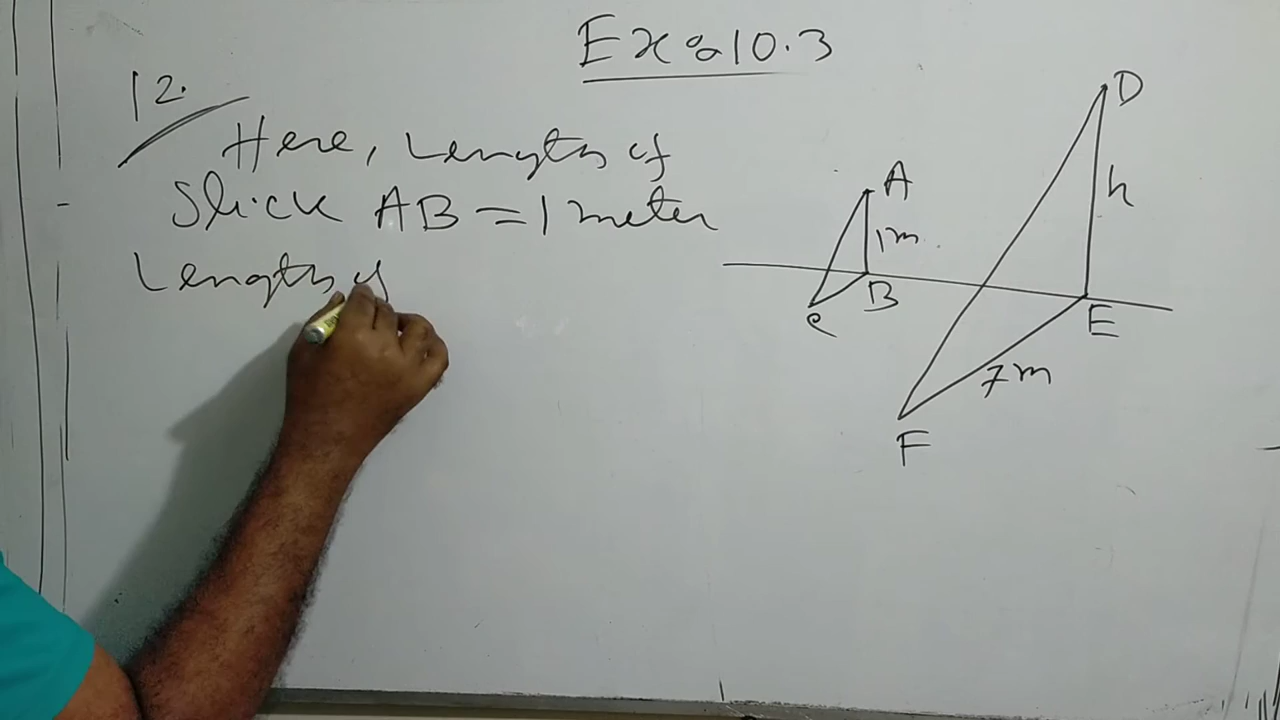 Ex: 10.3
12.
Here, Length of
Stick AB = 1 meter
Length of
A
1m
B
C
D
h
E
7m
F